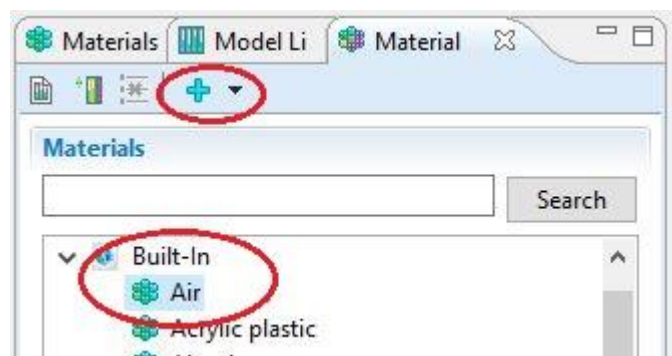 Materials Model Li Material
Materials
Search
Built-In
Air
Acrylic plastic